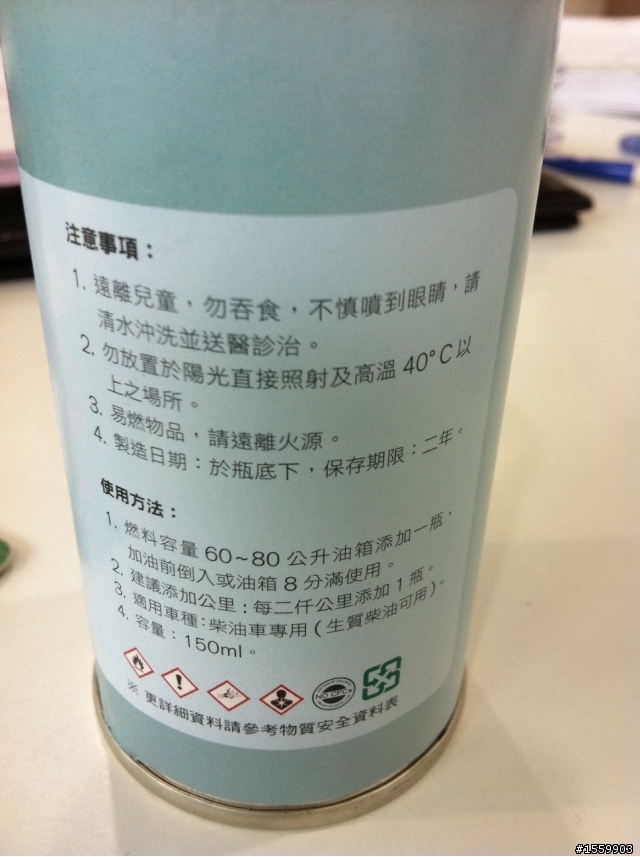 注意事項：
1. 遠離兒童，勿吞食，不慎噴到眼睛，請
清水沖洗並送醫診治。
2. 勿放置於陽光直接照射及高溫 40°C 以
上之場所。
3. 易燃物品，請遠離火源。
4. 製造日期：於瓶底下，保存期限：二年。
使用方法：
1. 燃料容量 60~80 公升油箱添加一瓶，
加油前倒入或油箱 8 分滿使用。
2. 建議添加公里：每二仟公里添加 1 瓶。
3. 適用車種：柴油車專用（生質柴油可用）。
4. 容量：150ml。
NO CFCs
※ 更詳細資料請參考物質安全資料表
#1559903